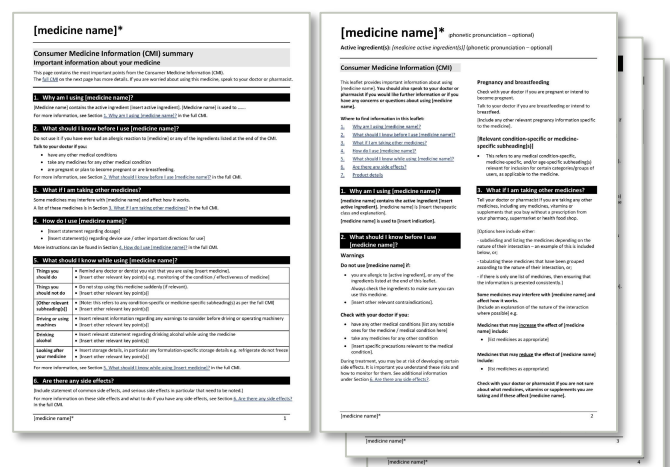 [medicine name]*
Consumer Medicine Information (CMI) summary
Important information about your medicine
This page contains the most important points from the Consumer Medicine Information (CMI).
The full CMI on the next page has more details. If you are worried about using this medicine, speak to your doctor or pharmacist.
1. Why am I using [medicine name]?
[Medicine name] contains the active ingredient [insert active ingredient]. [Medicine name] is used to ......
For more information, see Section 1. Why am I using [medicine name]? in the full CMI.
2. What should I know before I use [medicine name]?
Do not use if you have ever had an allergic reaction to [medicine name] or any of the ingredients listed at the end of the CMI.
Talk to your doctor if you:
• have any other medical conditions
• take any medicines for any other condition
• are pregnant or plan to become pregnant or are breastfeeding.
For more information, see Section 2. What should I know before I use [medicine name]? in the full CMI.
3. What if I am taking other medicines?
Some medicines may interfere with [medicine name] and affect how it works.
A list of these medicines is in Section 3. What if I am taking other medicines? in the full CMI.
4. How do I use [medicine name]?
• [Insert statement regarding dosage]
• [Insert statement(s) regarding device use / other important directions for use]
More instructions can be found in Section 4. How do I use [medicine name]? in the full CMI.
5. What should I know while using [medicine name]?
Things you should do
• Remind any doctor or dentist you visit that you are using [insert medicine].
• [Insert other relevant key point(s) e.g. monitoring of the condition / effectiveness of medicine]
Things you should not do
• Do not stop using this medicine suddenly (if relevant).
• [Insert other relevant key point(s)]
[Other relevant subheading(s)]
• [Note: this refers to any condition-specific or medicine-specific subheading(s) as per the full CMI]
• [Insert other relevant key point(s)]
Driving or using machines
• [Insert relevant information regarding any warnings to consider before driving or operating machinery
• [Insert other relevant key point(s)]
Drinking alcohol
• [Insert relevant statement regarding drinking alcohol while using the medicine
• [Insert other relevant key point(s)]
Looking after your medicine
• [Insert storage details, in particular any formulation-specific storage details e.g. refrigerate do not freeze
• [Insert other relevant key point(s)]
For more information, see Section 5. What should I know while using [insert medicine]? in the full CMI.
6. Are there any side effects?
[Include statement of common side effects, and serious side effects in particular that need to be noted.]
For more information on these side effects and what to do if you have any side effects, see Section 6. Are there any side effects?
in the full CMI.
[medicine name]* 1
[medicine name]* (phonetic pronunciation – optional)
Active ingredient(s): [medicine active ingredient(s)] (phonetic pronunciation – optional)
Consumer Medicine Information (CMI)
This leaflet provides important information about using
[medicine name]. You should also speak to your doctor or
pharmacist if you would like further information or if you
have any concerns or questions about using [medicine
name].
Where to find information in this leaflet:
1. Why am I using [medicine name]?
2. What should I know before I use [medicine name]?
3. What if I am taking other medicines?
4. How do I use [medicine name]?
5. What should I know while using [medicine name]?
6. Are there any side effects?
7. Product details
1. Why am I using [medicine name]?
[medicine name] contains the active ingredient [insert
active ingredient]. [medicine name] is [insert therapeutic
class and explanation].
[medicine name] is used to [insert indication].
2. What should I know before I use
[medicine name]?
Warnings
Do not use [medicine name] if:
• you are allergic to [active ingredient], or any of the
ingredients listed at the end of this leaflet.
Always check the ingredients to make sure you can
use this medicine.
• [Insert other relevant contraindications].
Check with your doctor if you:
• have any other medical conditions [list any notable
ones for the medicine / medical condition here]
• take any medicines for any other condition
• [Insert specific precautions relevant to the medical
condition].
During treatment, you may be at risk of developing certain
side effects. It is important you understand these risks and
how to monitor for them. See additional information
under Section 6. Are there any side effects?.
Pregnancy and breastfeeding
Check with your doctor if you are pregnant or intend to
become pregnant.
Talk to your doctor if you are breastfeeding or intend to
breastfeed.
[Include any other relevant pregnancy information specific
to the medicine].
[Relevant condition-specific or medicine-
specific subheading(s)]
• This refers to any medical condition-specific,
medicine-specific, and/or age-specific subheading(s)
relevant for inclusion for certain categories/groups of
users, as applicable to the medicine.
3. What if I am taking other medicines?
Tell your doctor or pharmacist if you are taking any other
medicines, including any medicines, vitamins or
supplements that you buy without a prescription from
your pharmacy, supermarket or health food shop.
[Options here include either:
- subdividing and listing the medicines depending on the
nature of their interaction – an example of this is included
below, or;
- tabulating these medicines that have been grouped
according to the nature of their interaction, or;
- if there is only one list of medicines, then ensuring that
the information is presented consistently.]
Some medicines may interfere with [medicine name] and
affect how it works.
[Include an explanation of the nature of the interaction
where possible] e.g.
Medicines that may increase the effect of [medicine
name] include:
• [list medicines as appropriate]
Medicines that may reduce the effect of [medicine name]
include:
• [list medicines as appropriate]
Check with your doctor or pharmacist if you are not sure
about what medicines, vitamins or supplements you are
taking and if these affect [medicine name].
[medicine name]* 2
[medicine name]* 3
[medicine name]* 4